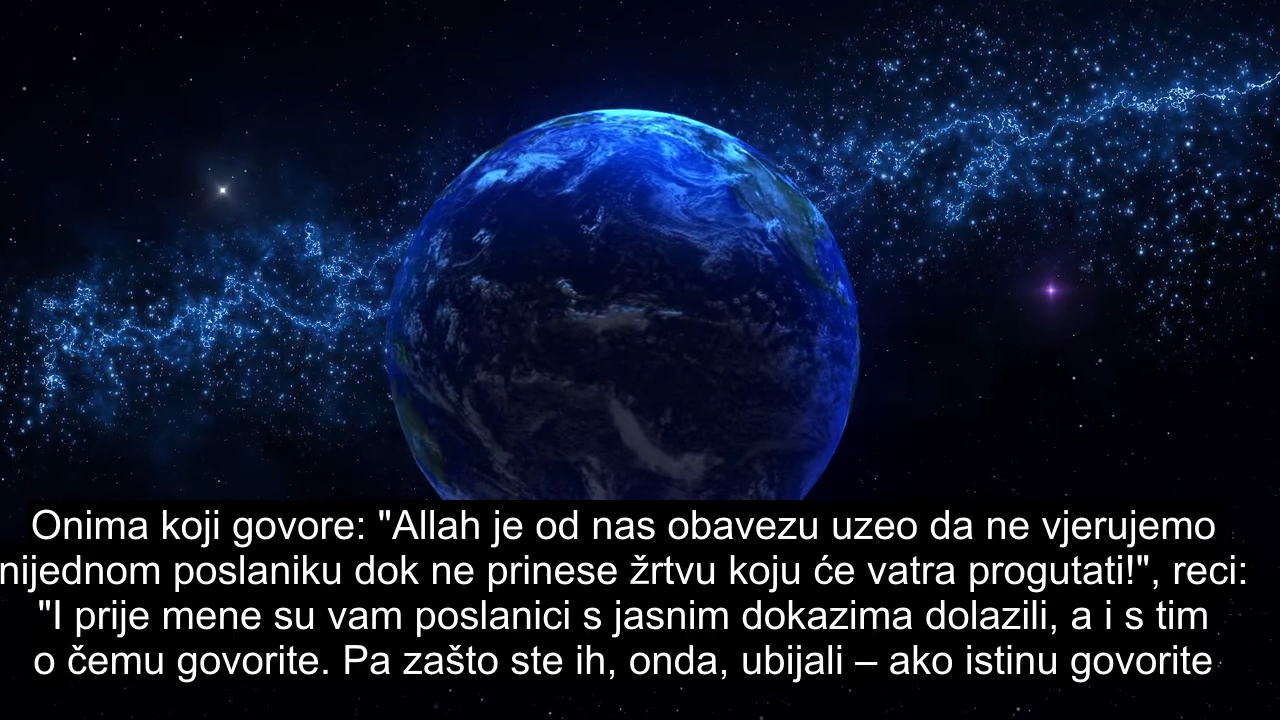 Onima koji govore: "Allah je od nas obavezu uzeo da ne vjerujemo
nijednom poslaniku dok ne prinese žrtvu koju će vatra progutati!", reci:
"I prije mene su vam poslanici s jasnim dokazima dolazili, a i s tim
o čemu govorite. Pa zašto ste ih, onda, ubijali – ako istinu govorite